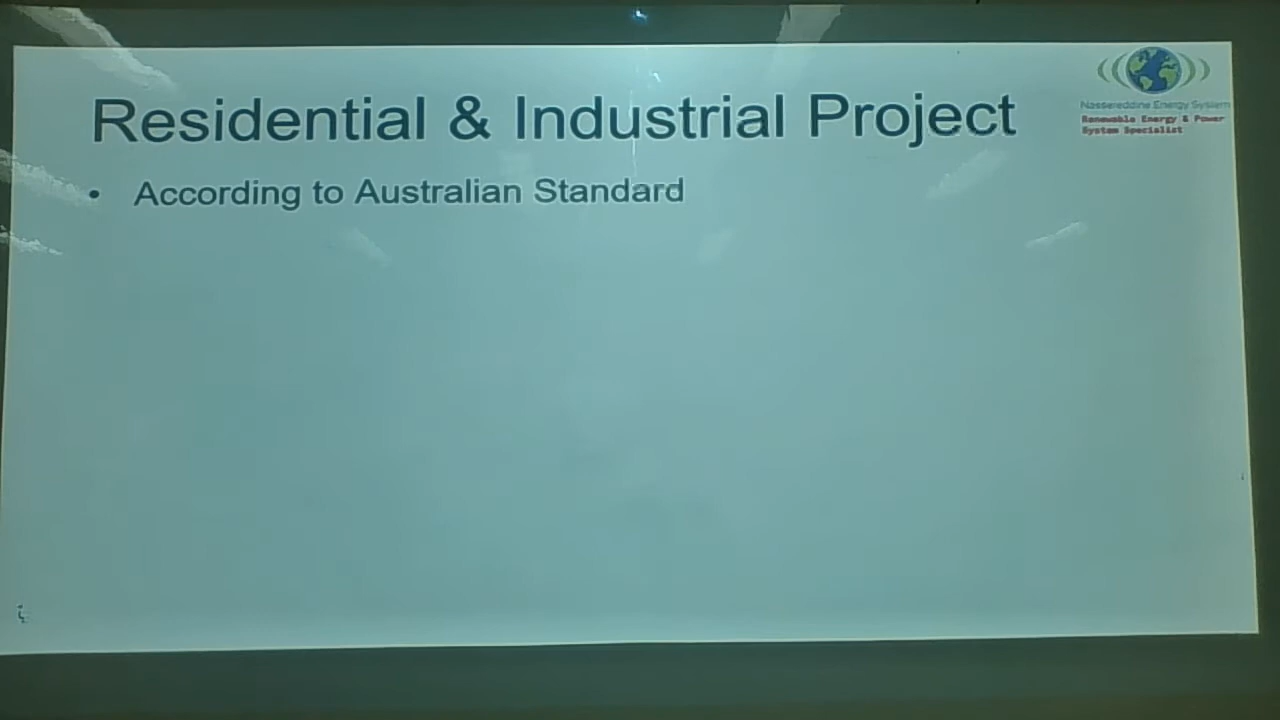 Residential & Industrial Project
• According to Australian Standard
Nassereddine Energy System
Renewable Energy & Power
System Specialist